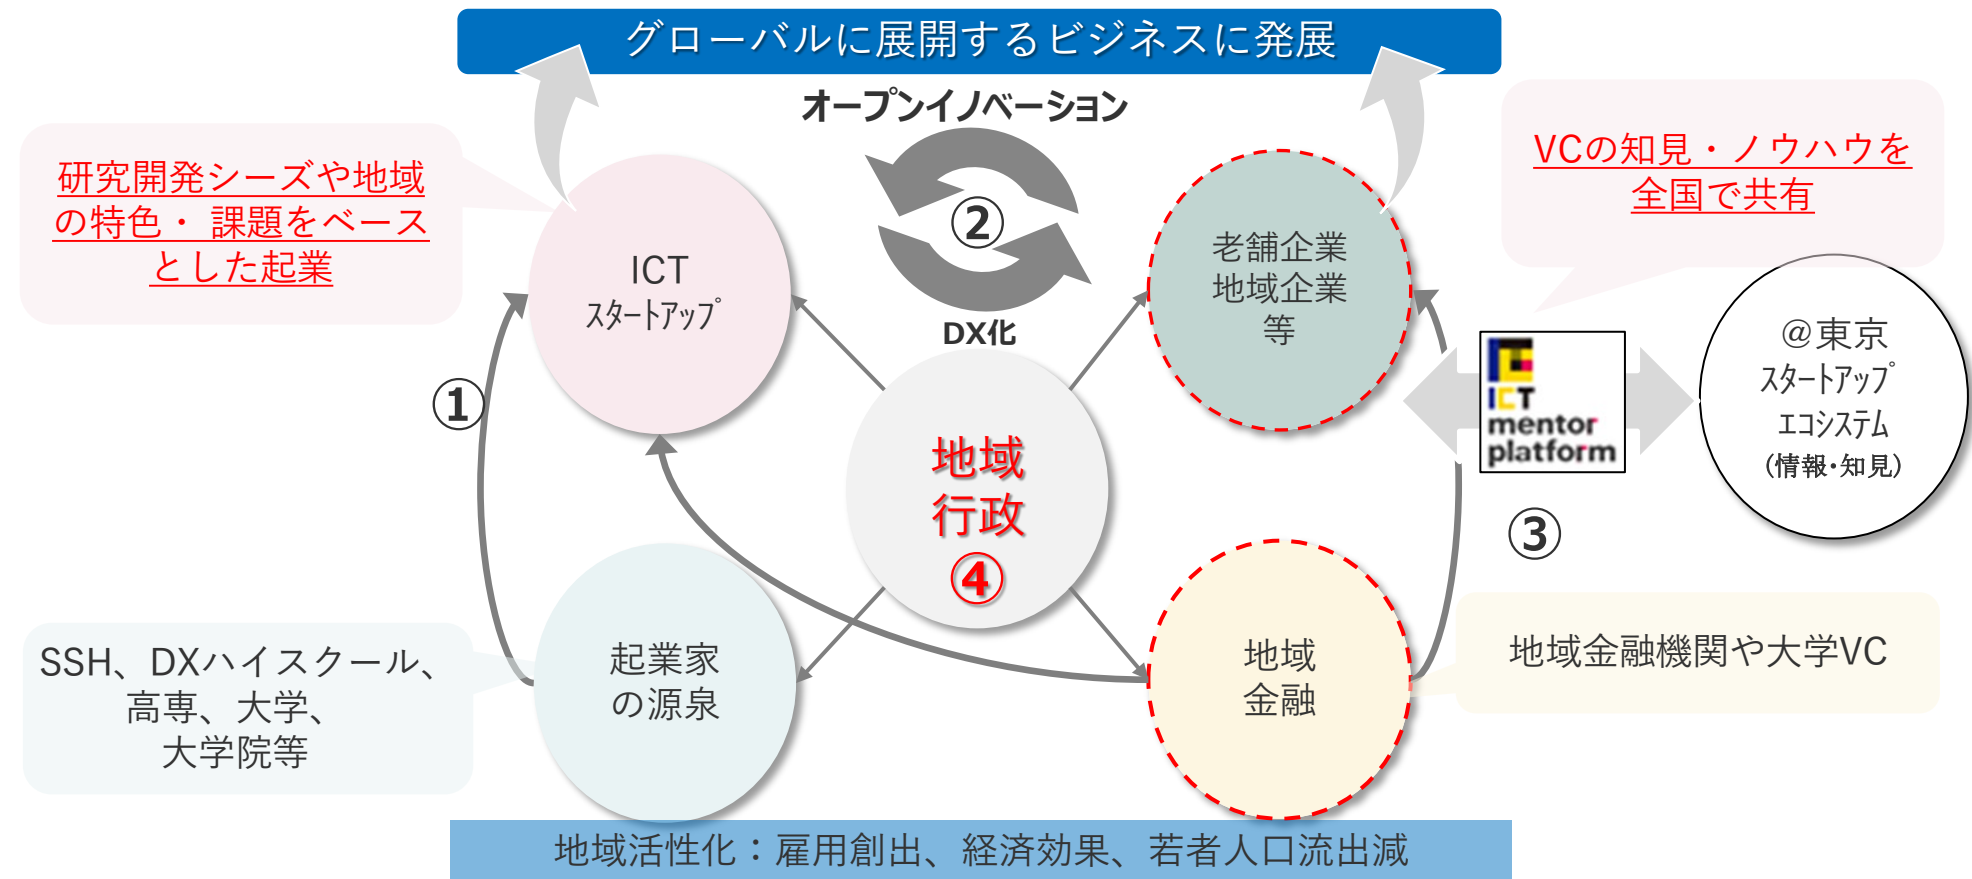 グローバルに展開するビジネスに発展
オープンイノベーション
研究開発シーズや地域
の特色・ 課題をベース
とした起業
VCの知見・ノウハウを
全国で共有
②
ICT
ｽﾀｰﾄｱｯﾌﾟ
老舗企業
地域企業
等
DX化
①
@東京
ｽﾀｰﾄｱｯﾌﾟ
ｴｺｼｽﾃﾑ
(情報･知見)
ICT
mentor
platform
地域
行政
④
③
SSH、DXハイスクール、
高専、大学、
大学院等
起業家
の源泉
地域
金融
地域金融機関や大学VC
地域活性化：雇用創出、経済効果、若者人口流出減